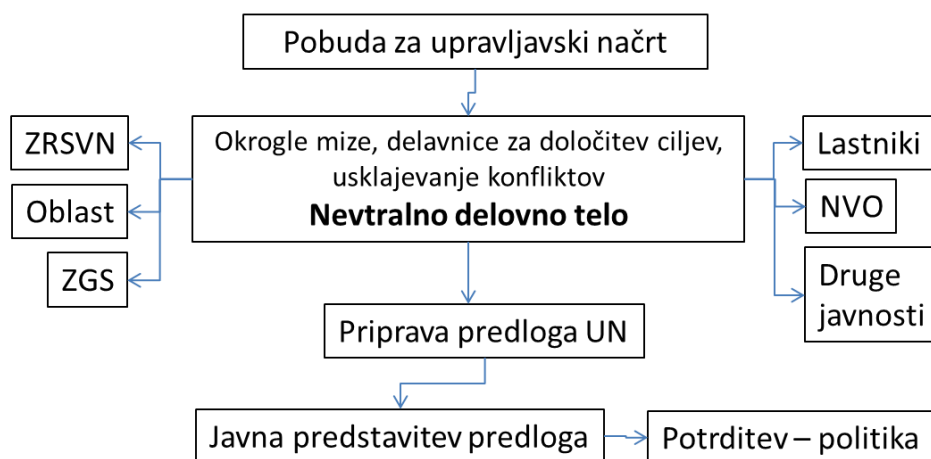 Pobuda za upravljavski načrt
ZRSVN
Oblast
ZGS
Okrogle mize, delavnice za določitev ciljev,
usklajevanje konfliktov
Nevtralno delovno telo
Lastniki
NVO
Druge
javnosti
Priprava predloga UN
Javna predstavitev predloga
Potrditev – politika